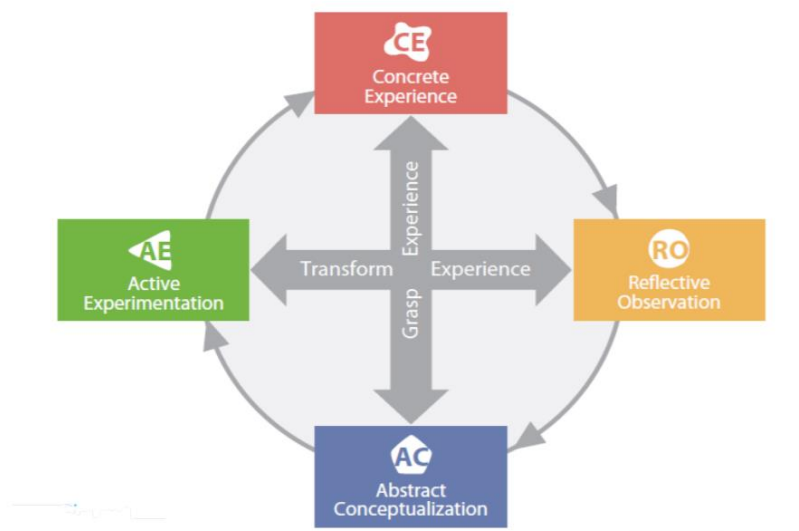 CE
Concrete
Experience
AE
Active
Experimentation
Transform Experience
Grasp Experience
RO
Reflective
Observation
AC
Abstract
Conceptualization